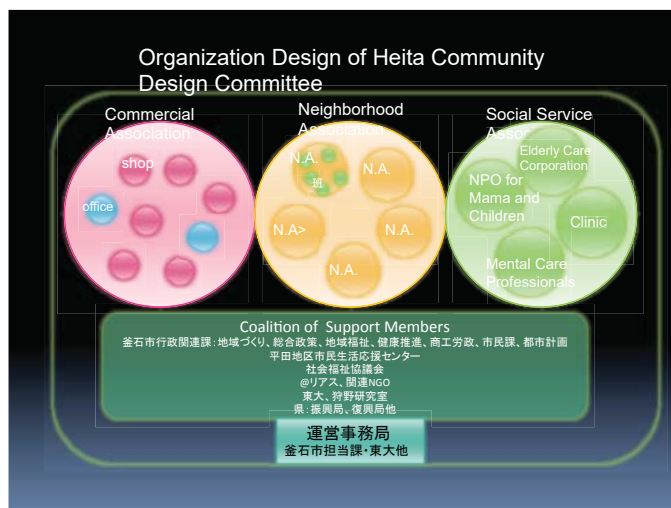 Organization Design of Heita Community
Design Committee
Commercial
Association
Neighborhood
Association
Social Service
shop
office
N.A.
班
N.A.
N.A>
N.A.
N.A.
Elderly Care
Corporation
NPO for
Mama and
Children
Clinic
Mental Care
Professionals
Coalition of Support Members
釜石市行政関連課：地域づくり、総合政策、地域福祉、健康推進、商工労政、市民課、都市計画
平田地区市民生活応援センター
社会福祉協議会
@リアス、関連NGO
東大、狩野研究室
県：振興局、復興局他
運営事務局
釜石市担当課・東大他